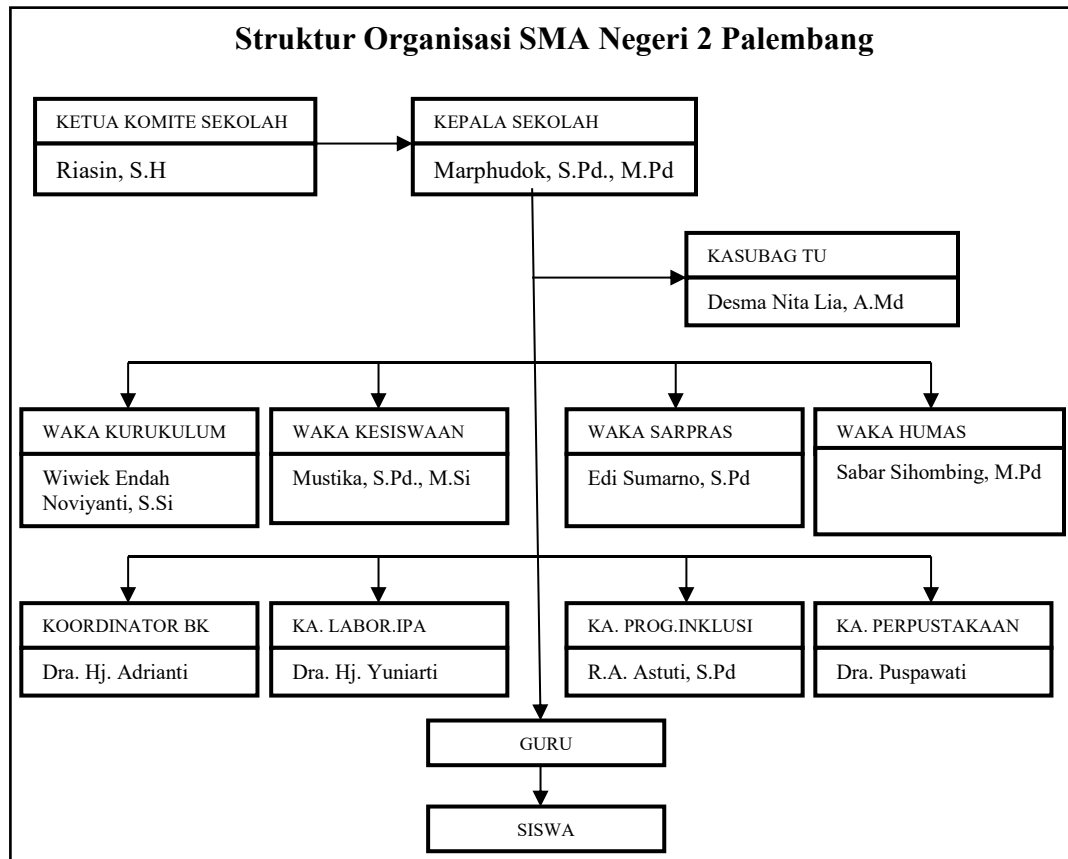 Struktur Organisasi SMA Negeri 2 Palembang
KETUA KOMITE SEKOLAH
Riasin, S.H
KEPALA SEKOLAH
Marphudok, S.Pd., M.Pd
KASUBAG TU
Desma Nita Lia, A.Md
WAKA KURUKULUM
Wiwiek Endah
Noviyanti, S.Si
WAKA KESISWAAN
Mustika, S.Pd., M.Si
WAKA SARPRAS
Edi Sumarno, S.Pd
WAKA HUMAS
Sabar Sihombing, M.Pd
KOORDINATOR BK
Dra. Hj. Adrianti
KA. LABOR.IPA
Dra. Hj. Yuniarti
KA. PROG.INKLUSI
R.A. Astuti, S.Pd
KA. PERPUSTAKAAN
Dra. Puspawati
GURU
SISWA